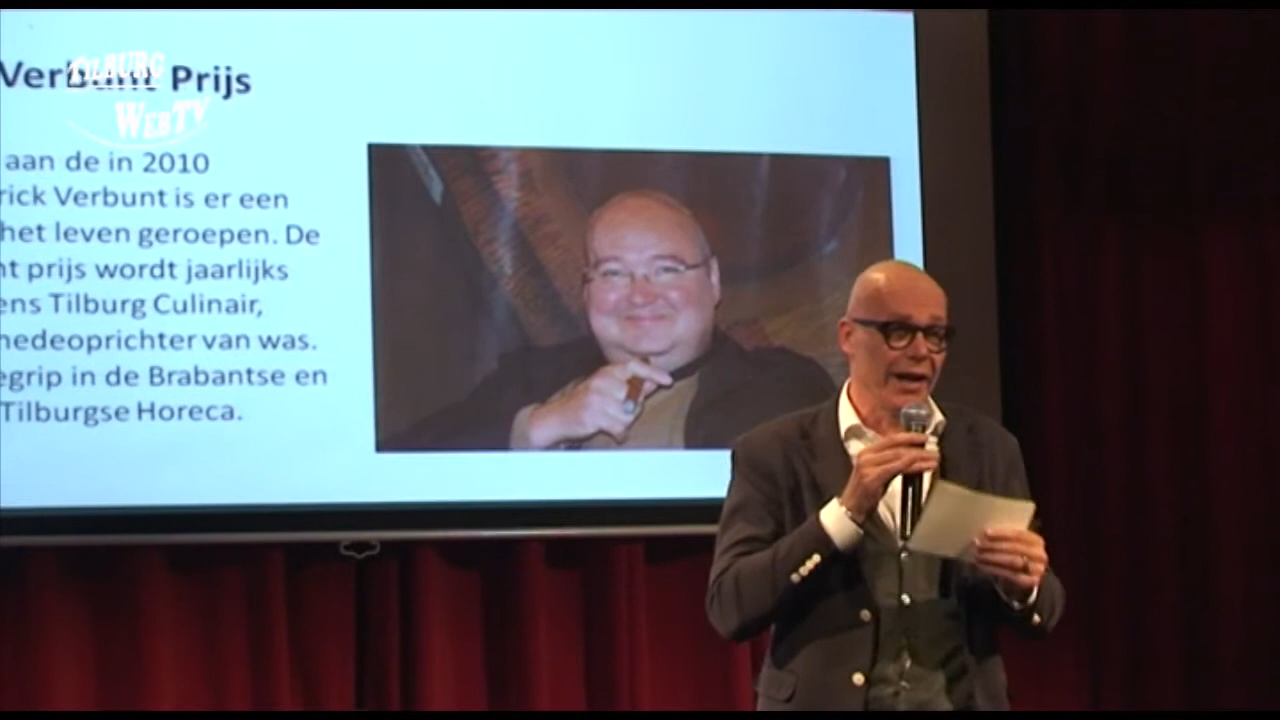 Verbunt Prijs
TILBURG
WEBTV
aan de in 2010
rick Verbunt is er een
het leven geroepen. De
nt prijs wordt jaarlijks
ens Tilburg Culinair,
medeoprichter van was.
egrip in de Brabantse en
Tilburgse Horeca.